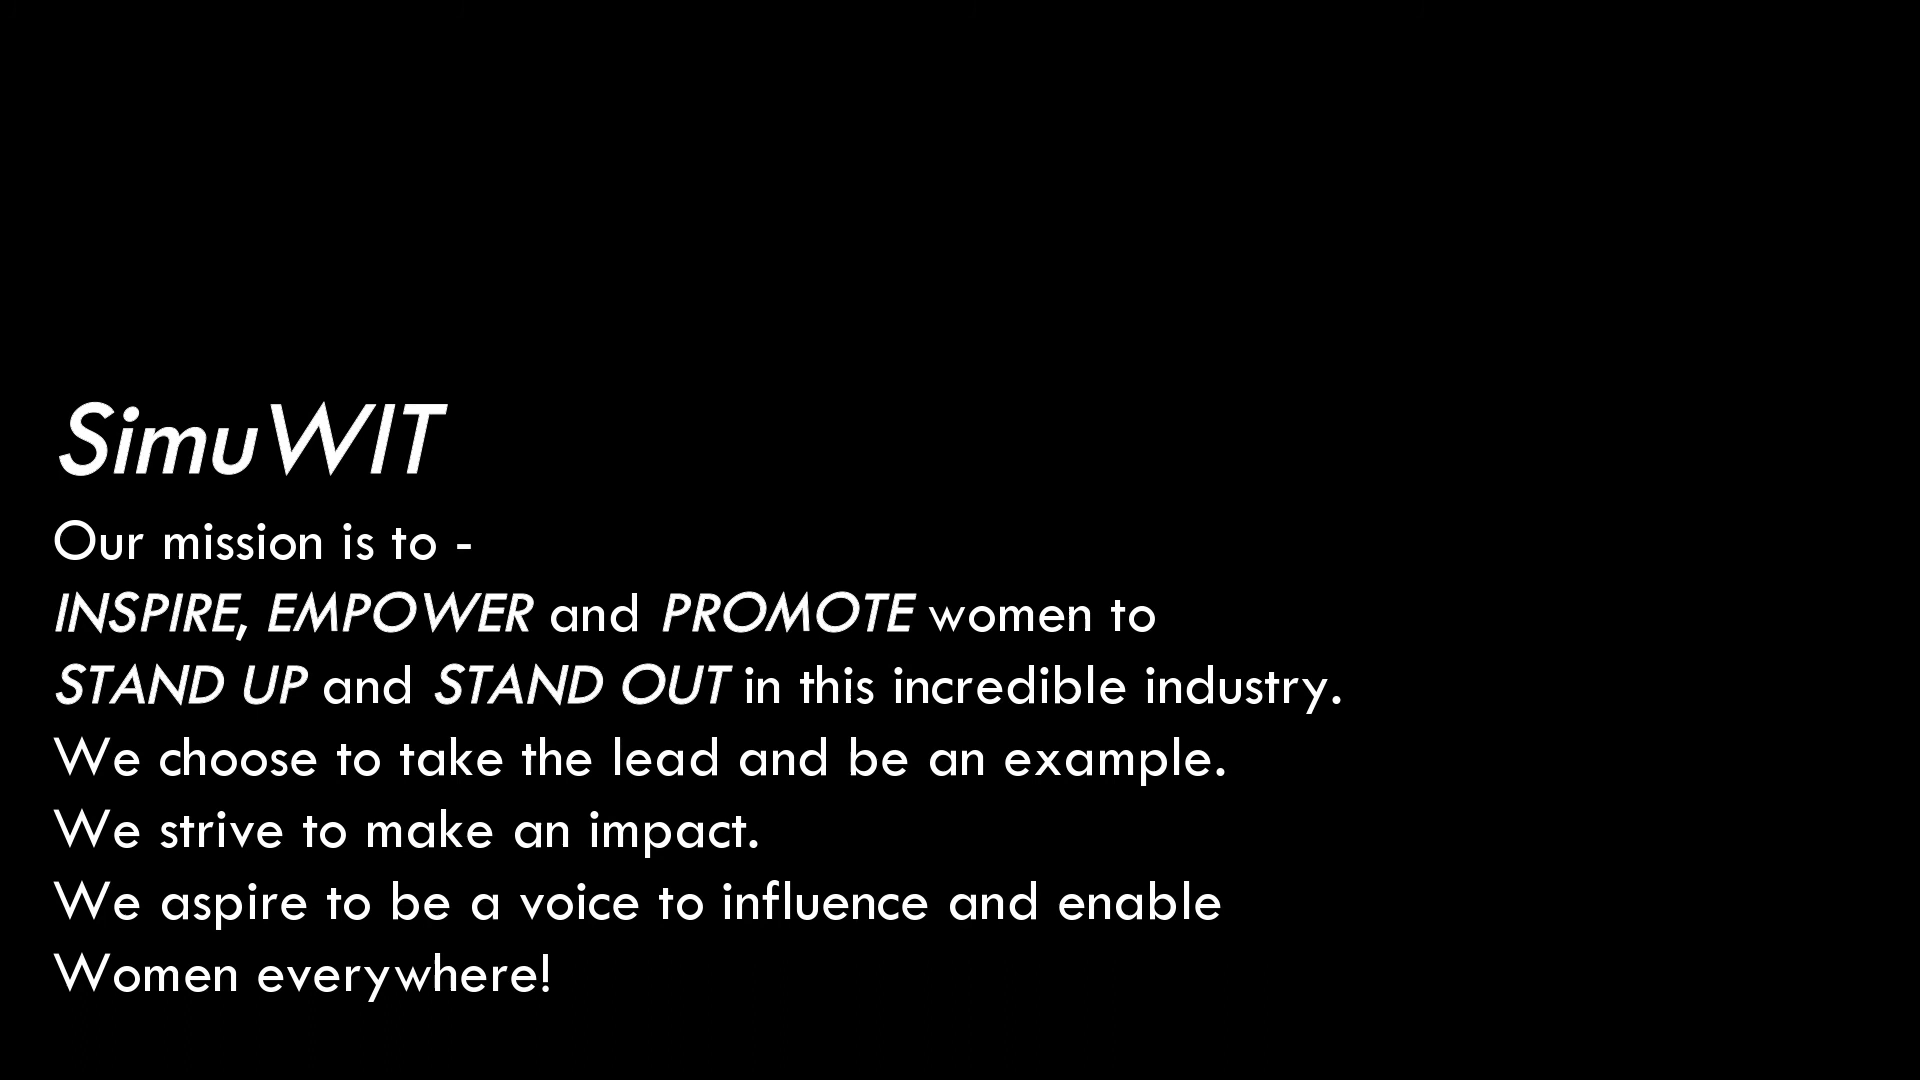 SimuWIT
Our mission is to -
INSPIRE, EMPOWER and PROMOTE women to
STAND UP and STAND OUT in this incredible industry.
We choose to take the lead and be an example.
We strive to make an impact.
We aspire to be a voice to influence and enable
Women everywhere!